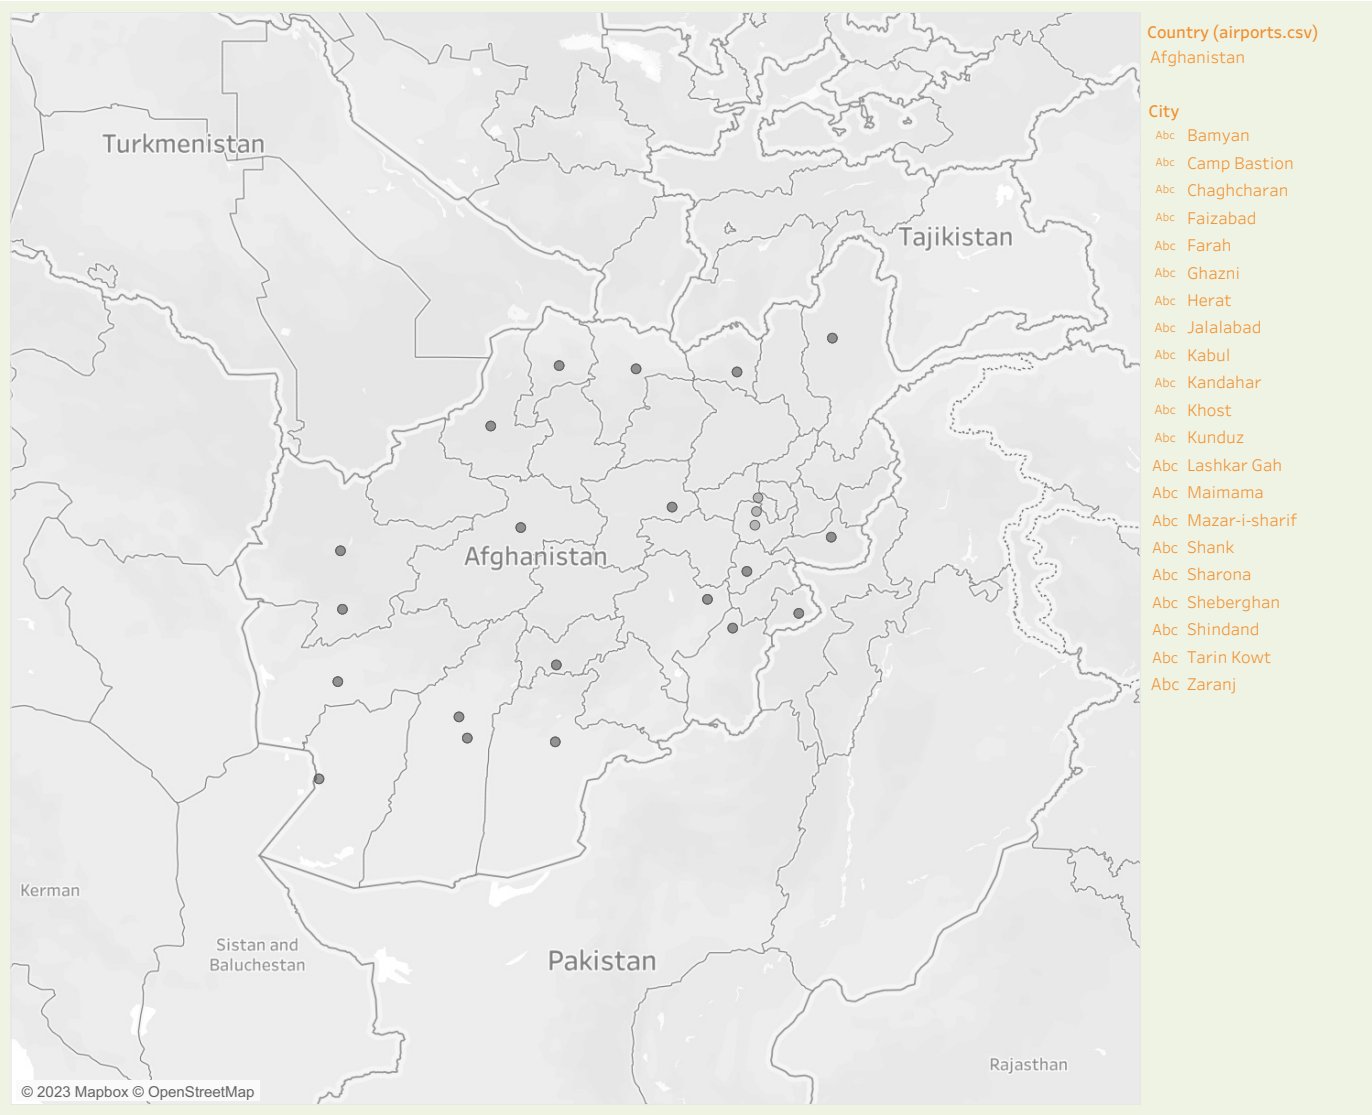 Turkmenistan
Tajikistan
Afghanistan
Kerman
Sistan and
Baluchestan
Pakistan
Rajasthan
© 2023 Mapbox © OpenStreetMap
Country (airports.csv)
Afghanistan
City
Abc Bamyan
Abc Camp Bastion
Abc Chaghcharan
Abc Faizabad
Abc Farah
Abc Ghazni
Abc Herat
Abc Jalalabad
Abc Kabul
Abc Kandahar
Abc Khost
Abc Kunduz
Abc Lashkar Gah
Abc Maimama
Abc Mazar-i-sharif
Abc Shank
Abc Sharona
Abc Sheberghan
Abc Shindand
Abc Tarin Kowt
Abc Zaranj